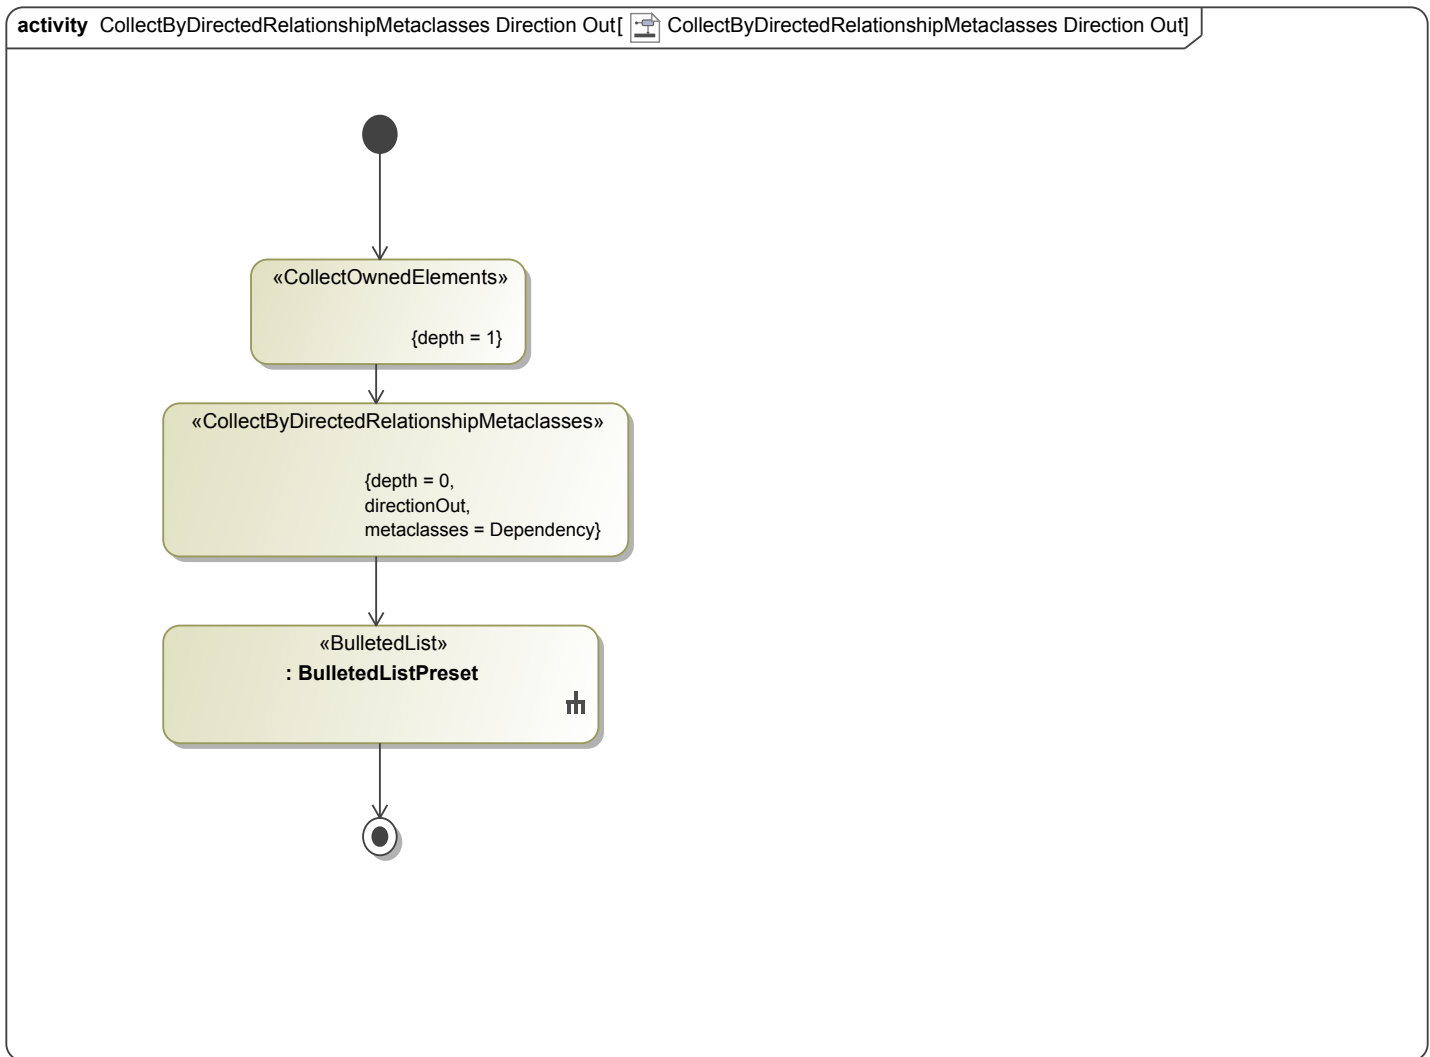 activity CollectByDirectedRelationshipMetaclasses Direction Out[ CollectByDirectedRelationshipMetaclasses Direction Out]
«CollectOwnedElements»
{depth = 1}
«CollectByDirectedRelationshipMetaclasses»
{depth = 0,
directionOut,
metaclasses = Dependency}
«BulletedList»
: BulletedListPreset